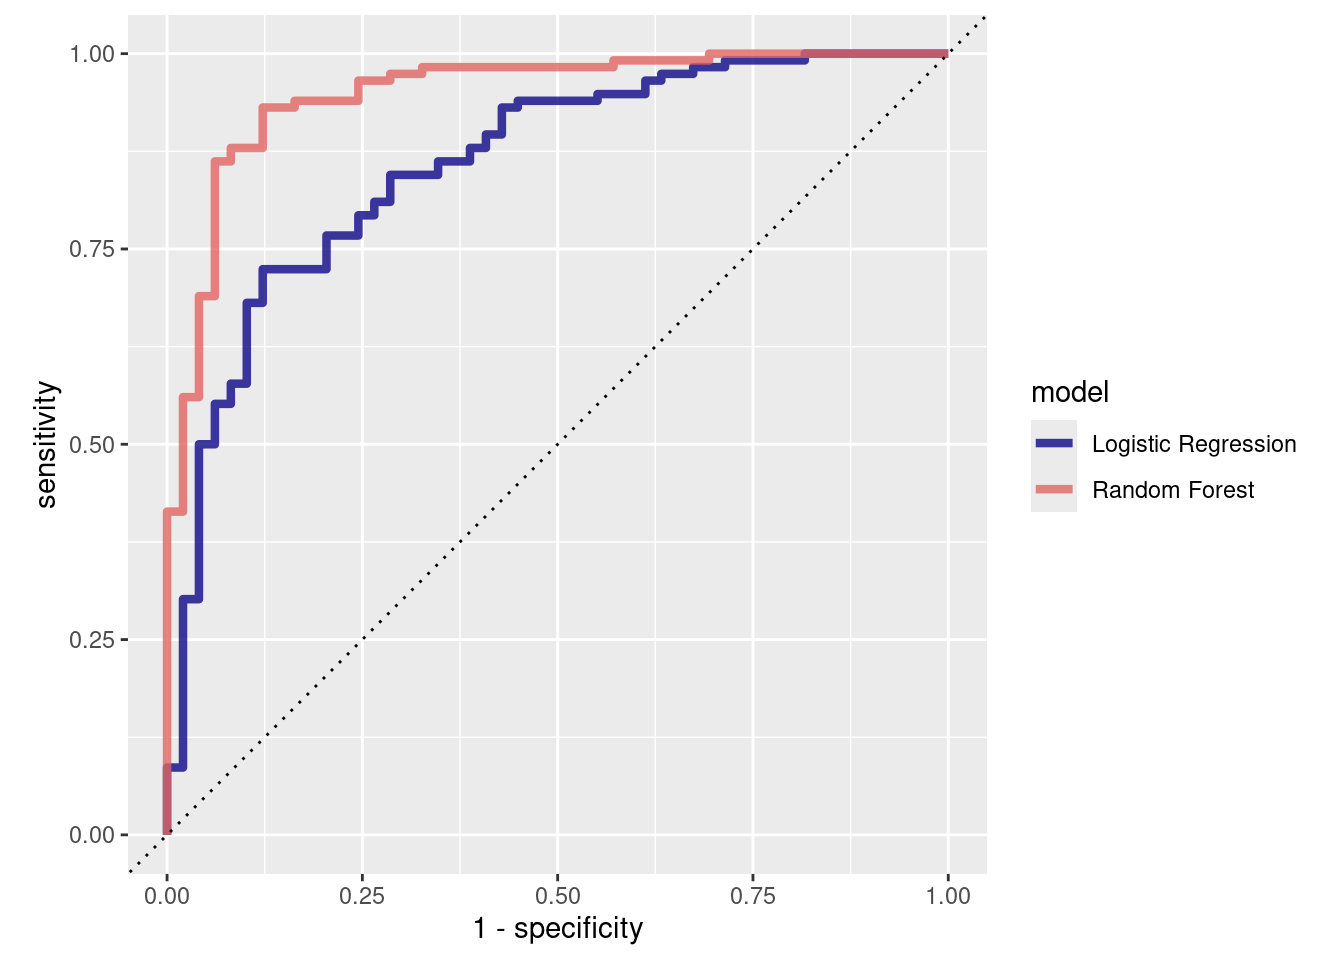 1.00
0.75
0.50
0.25
0.00
sensitivity
0.00 0.25 0.50 0.75 1.00
1 - specificity
model
Logistic Regression
Random Forest